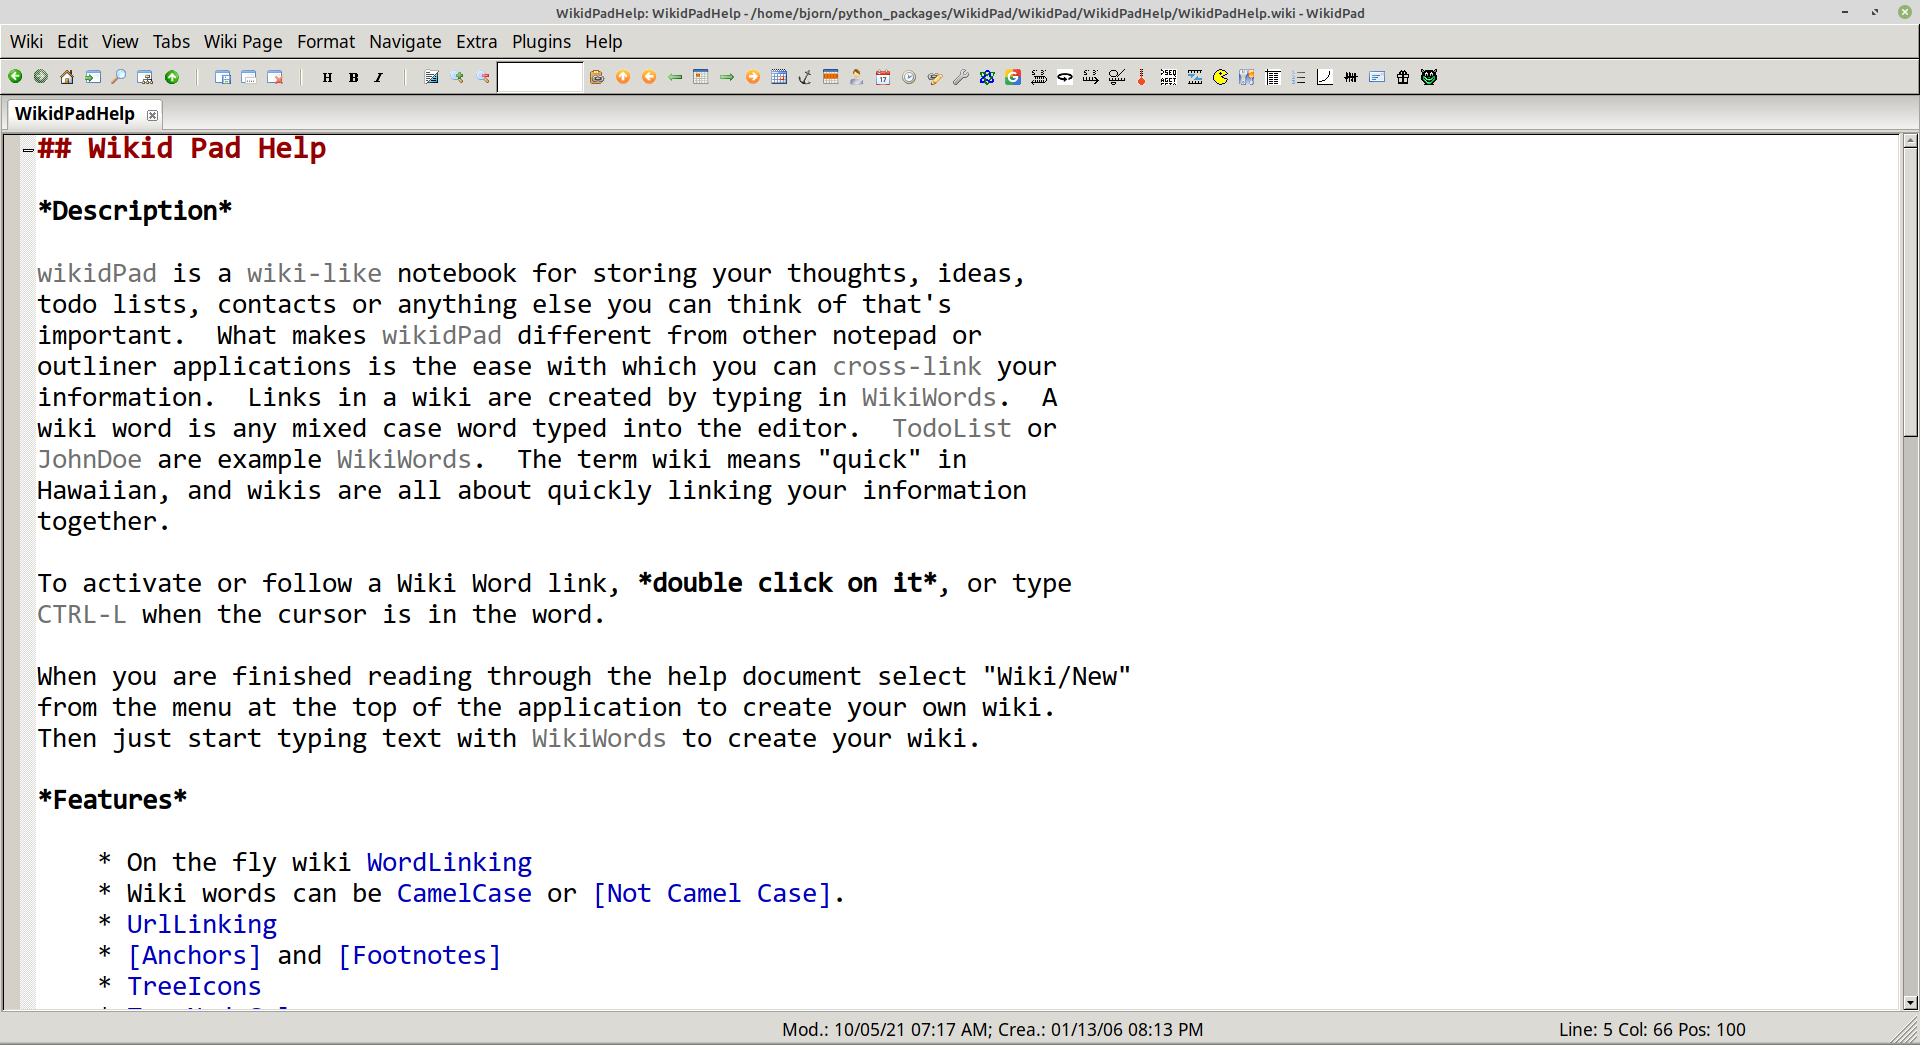 WikidPadHelp: WikidPadHelp - /home/bjorn/python_packages/WikidPad/WikidPad/WikidPadHelp/WikidPadHelp.wiki - WikidPad
Wiki Edit View Tabs Wiki Page Format Navigate Extra Plugins Help
H B I
WikidPadHelp
## Wikid Pad Help
*Description*
wikidPad is a wiki-like notebook for storing your thoughts, ideas,
todo lists, contacts or anything else you can think of that's
important.  What makes wikidPad different from other notepad or
outliner applications is the ease with which you can cross-link your
information.  Links in a wiki are created by typing in WikiWords.  A
wiki word is any mixed case word typed into the editor.  TodoList or
JohnDoe are example WikiWords.  The term wiki means "quick" in
Hawaiian, and wikis are all about quickly linking your information
together.
To activate or follow a Wiki Word link, *double click on it*, or type
CTRL-L when the cursor is in the word.
When you are finished reading through the help document select "Wiki/New"
from the menu at the top of the application to create your own wiki.
Then just start typing text with WikiWords to create your wiki.
*Features*
* On the fly wiki WordLinking
* Wiki words can be CamelCase or [Not Camel Case].
* UrlLinking
* [Anchors] and [Footnotes]
* TreeIcons
Mod.: 10/05/21 07:17 AM; Crea.: 01/13/06 08:13 PM
Line: 5 Col: 66 Pos: 100